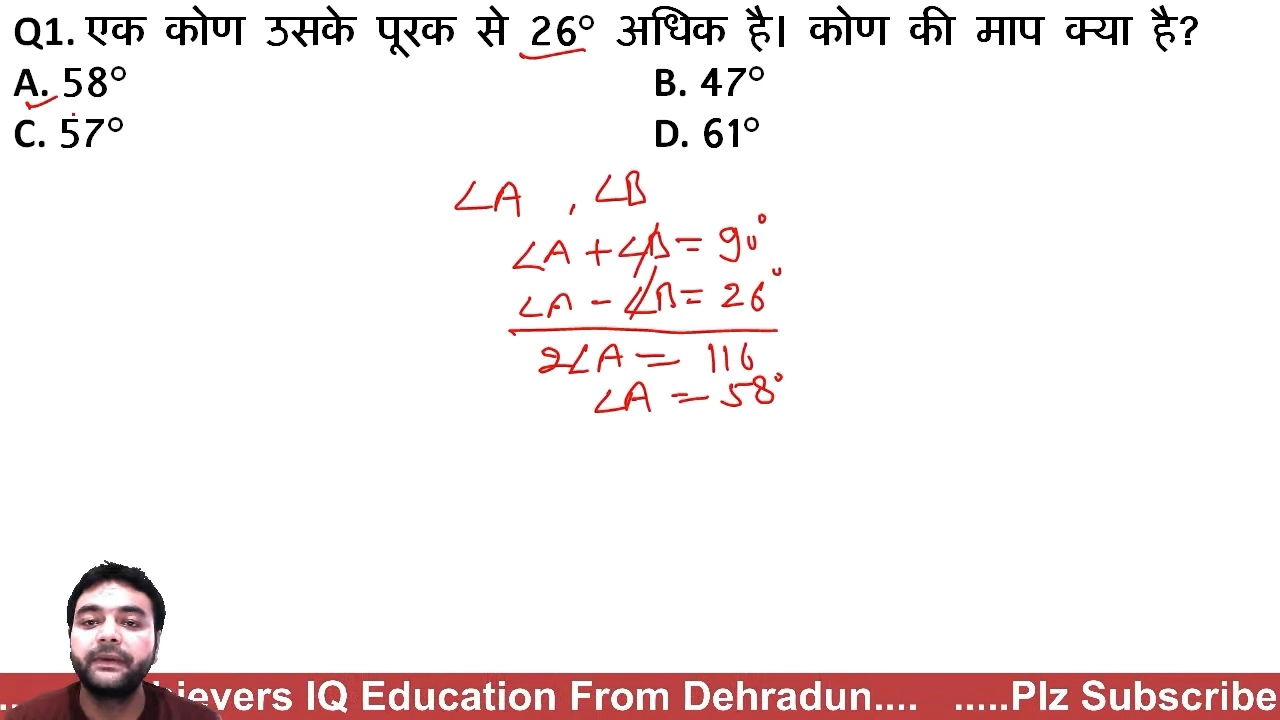 Q1. एक कोण उसके पूरक से 26° अधिक है। कोण की माप क्या है?
A. 58° B. 47°
C. 57° D. 61°
∠A , ∠B
∠A + ∠B = 90°
∠A - ∠B = 26°
2∠A = 116
∠A = 58°
hievers IQ Education From Dehradun.... .....Plz Subscribe